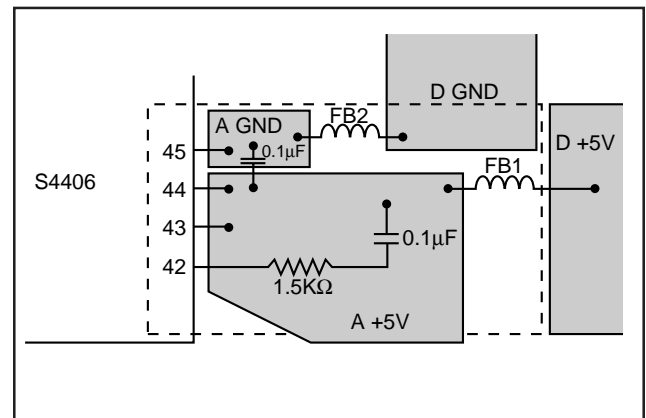 D GND
FB2
A GND
D +5V
45
0.1µF
FB1
S4406
44
43
0.1µF
42
1.5KΩ
A +5V